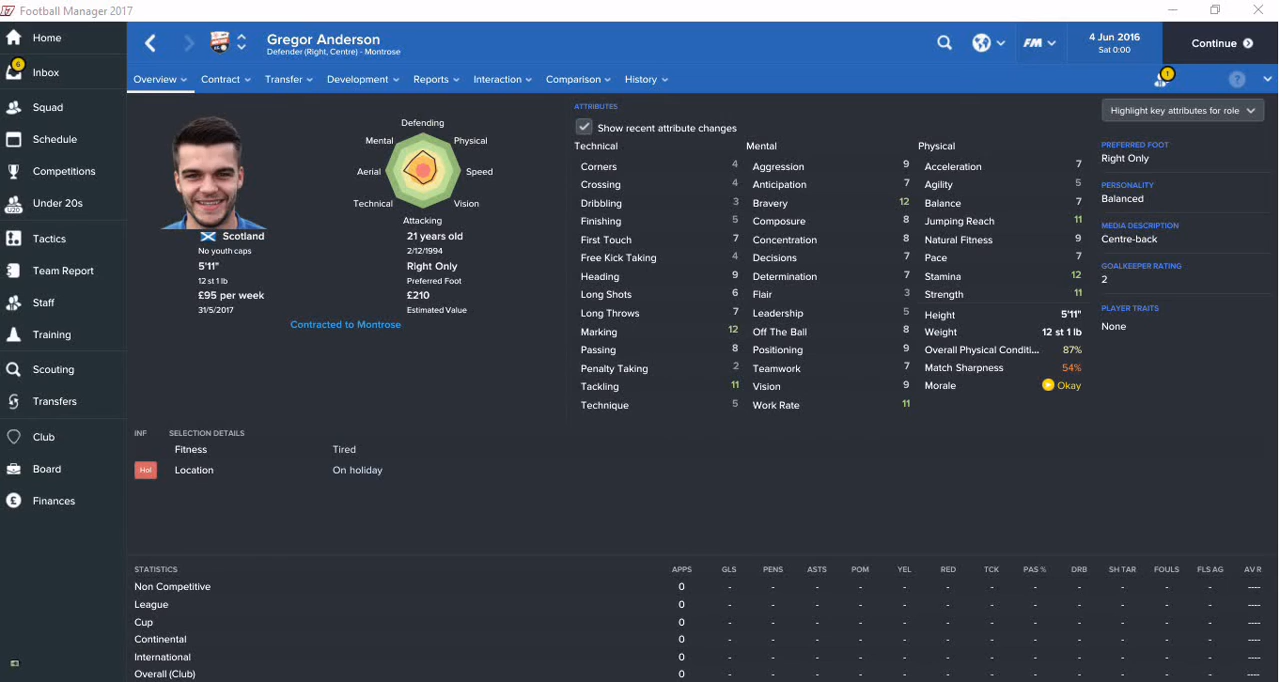 Football Manager 2017
Home
6
Inbox
Squad
Schedule
Competitions
U20
Under 20s
Tactics
Team Report
Staff
Training
Scouting
Transfers
Club
Board
£
Finances
Gregor Anderson
Defender (Right, Centre) - Montrose
FM
4 Jun 2016
Sat 0:00
Continue
Overview Contract Transfer Development Reports Interaction Comparison History
1
?
Defending
Mental Physical
Aerial Speed
Technical Vision
Attacking
Scotland
No youth caps
5'11"
12 st 1 lb
£95 per week
31/5/2017
21 years old
2/12/1994
Right Only
Preferred Foot
£210
Estimated Value
Contracted to Montrose
ATTRIBUTES
Show recent attribute changes
Technical
Corners 4
Crossing 4
Dribbling 3
Finishing 5
First Touch 7
Free Kick Taking 4
Heading 9
Long Shots 6
Long Throws 7
Marking 12
Passing 8
Penalty Taking 2
Tackling 11
Technique 5
Mental
Aggression 9
Anticipation 7
Bravery 12
Composure 8
Concentration 8
Decisions 7
Determination 7
Flair 3
Leadership 5
Off The Ball 8
Positioning 9
Teamwork 7
Vision 9
Work Rate 11
Physical
Acceleration 7
Agility 5
Balance 7
Jumping Reach 11
Natural Fitness 9
Pace 7
Stamina 12
Strength 11
Height 5'11"
Weight 12 st 1 lb
Overall Physical Conditi... 87%
Match Sharpness 54%
Morale Okay
Highlight key attributes for role
PREFERRED FOOT
Right Only
PERSONALITY
Balanced
MEDIA DESCRIPTION
Centre-back
GOALKEEPER RATING
2
PLAYER TRAITS
None
INF SELECTION DETAILS
Fitness Tired
Hol Location On holiday
STATISTICS APPS GLS PENS ASTS POM YEL RED TCK PAS % DRB SH TAR FOULS FLS AG AV R
Non Competitive 0 - - - - - - - - - - - - ----
League 0 - - - - - - - - - - - - ----
Cup 0 - - - - - - - - - - - - ----
Continental 0 - - - - - - - - - - - - ----
International 0 - - - - - - - - - - - - ----
Overall (Club) 0 - - - - - - - - - - - - ----